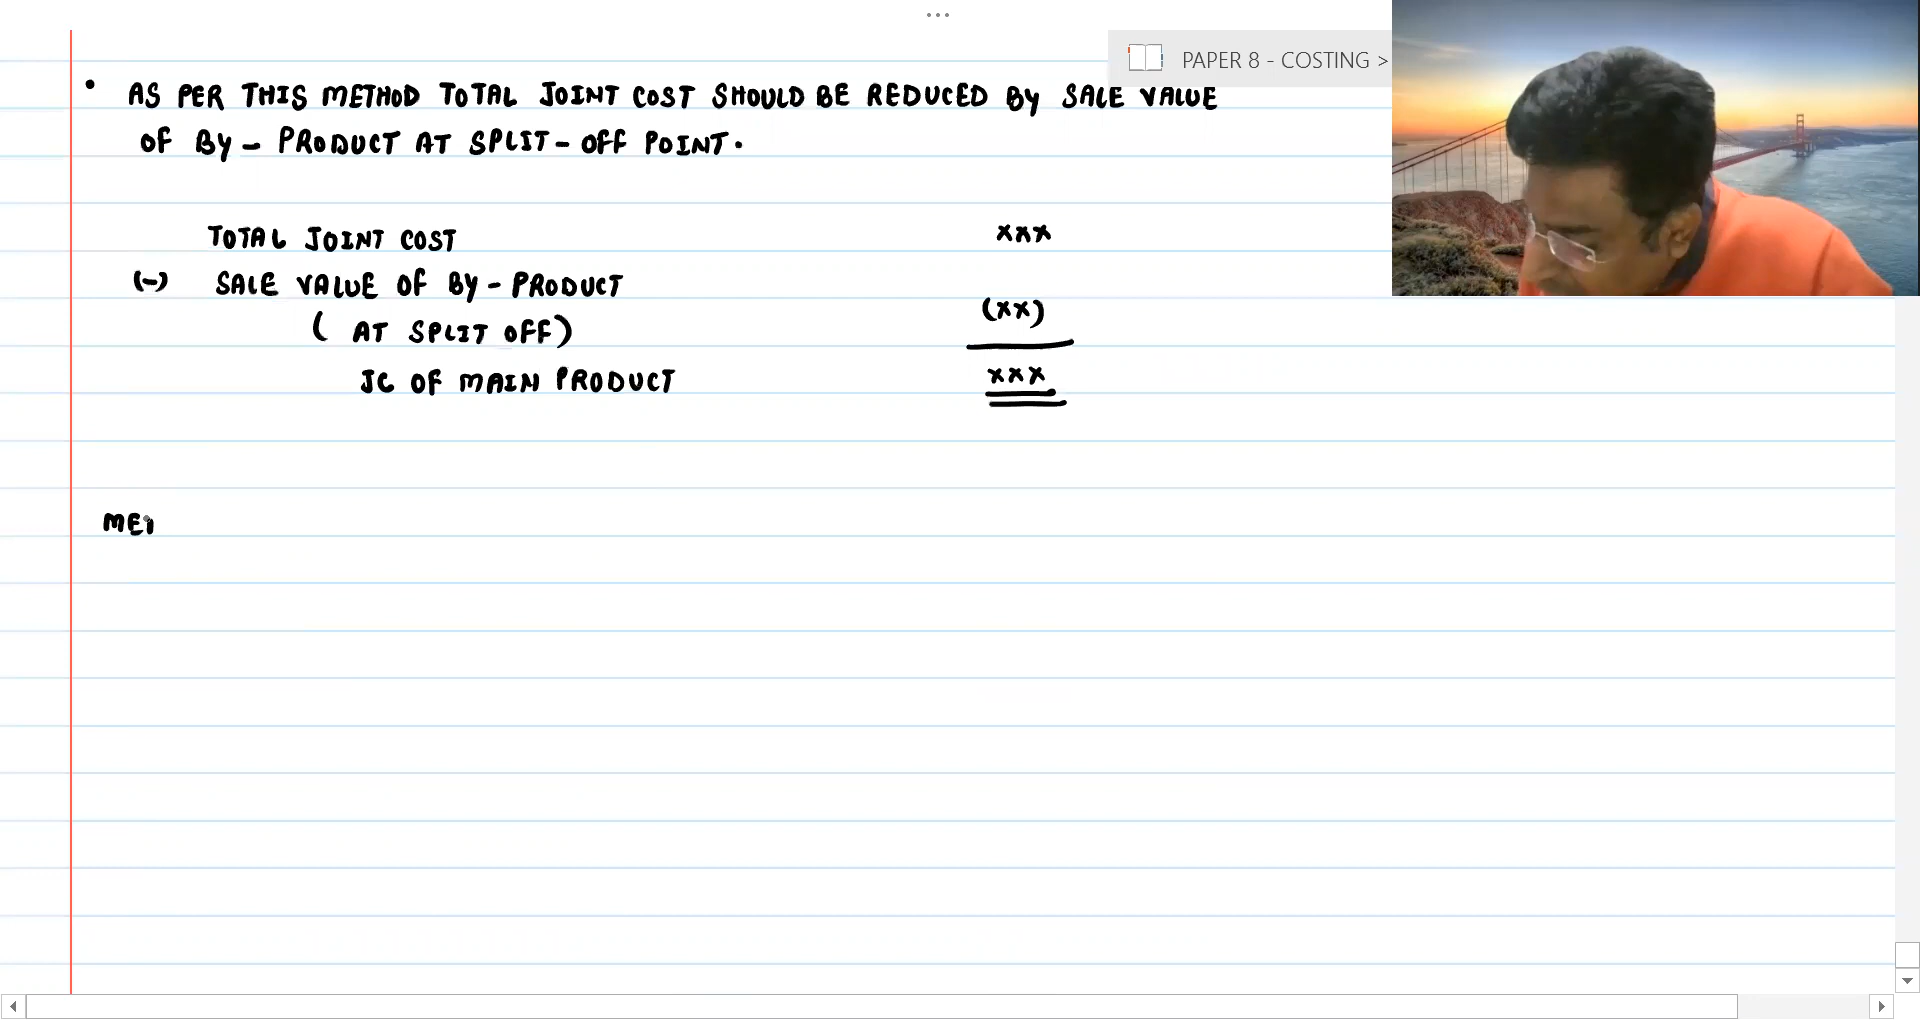 PAPER 8 - COSTING >
• AS PER THIS METHOD TOTAL JOINT COST SHOULD BE REDUCED BY SALE VALUE
OF BY - PRODUCT AT SPLIT - OFF POINT.
TOTAL JOINT COST xxx
(-) SALE VALUE OF BY - PRODUCT
( AT SPLIT OFF) (xx)
JC OF MAIN PRODUCT xxx